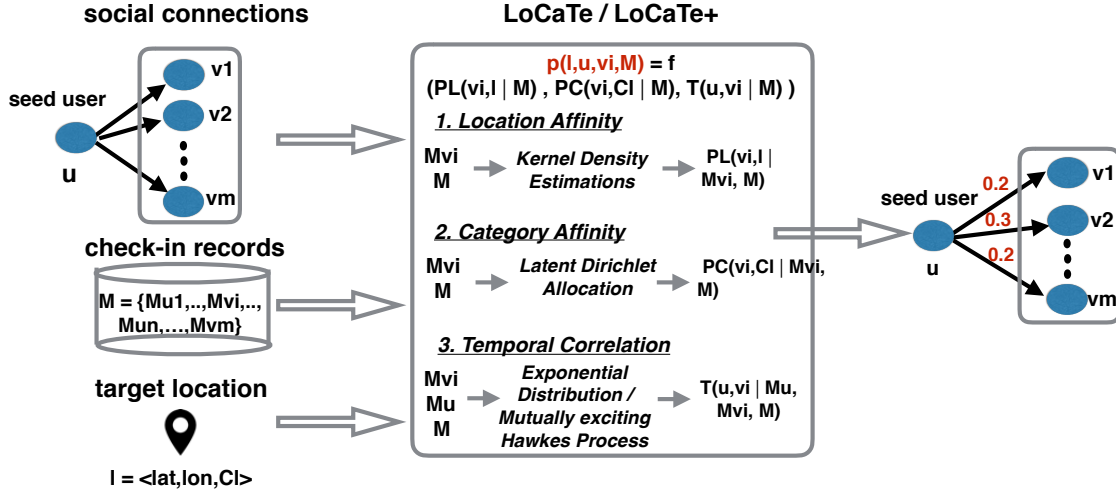 social connections
seed user
u
v1
v2
vm
check-in records
M = {Mu1,..,Mvi,..,
Mun,...,Mvm}
target location
l = <lat,lon,Cl>
LoCaTe / LoCaTe+
p(l,u,vi,M) = f
(PL(vi,l | M) , PC(vi,Cl | M), T(u,vi | M) )
1. Location Affinity
Mvi
M
Kernel Density
Estimations
PL(vi,l |
Mvi, M)
2. Category Affinity
Mvi
M
Latent Dirichlet
Allocation
PC(vi,Cl | Mvi,
M)
3. Temporal Correlation
Mvi
Mu
M
Exponential
Distribution /
Mutually exciting
Hawkes Process
T(u,vi | Mu,
Mvi, M)
seed user
u
0.2
0.3
0.2
v1
v2
vm